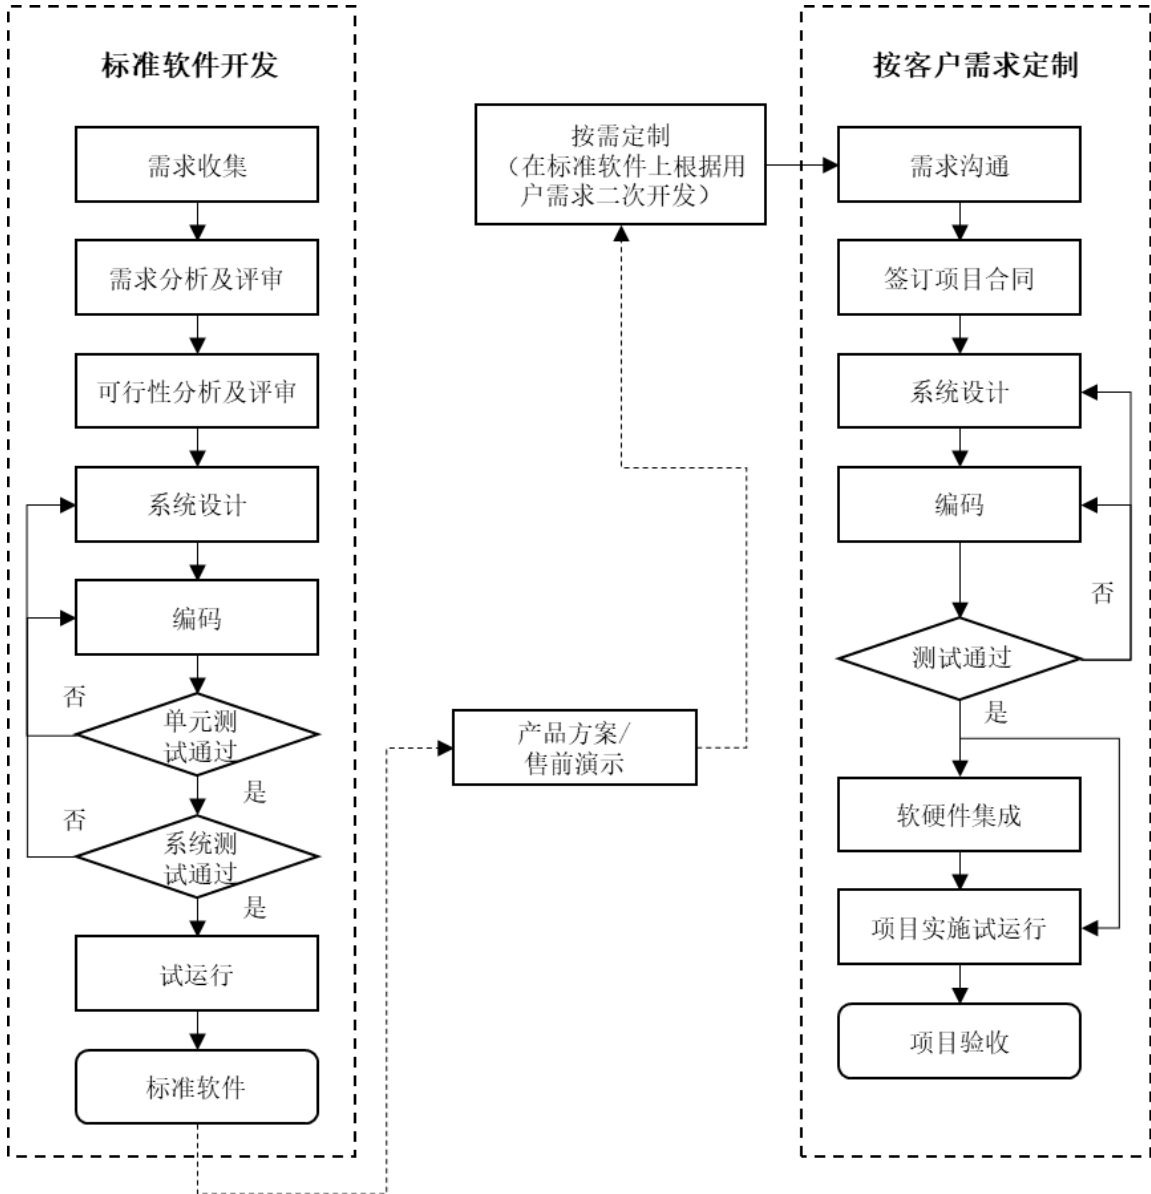 标准软件开发
需求收集
需求分析及评审
可行性分析及评审
系统设计
编码
否
单元测
试通过
是
否
系统测
试通过
是
试运行
标准软件
产品方案/
售前演示
按需定制
（在标准软件上根据用
户需求二次开发）
按客户需求定制
需求沟通
签订项目合同
系统设计
编码
否
测试通过
是
软硬件集成
项目实施试运行
项目验收